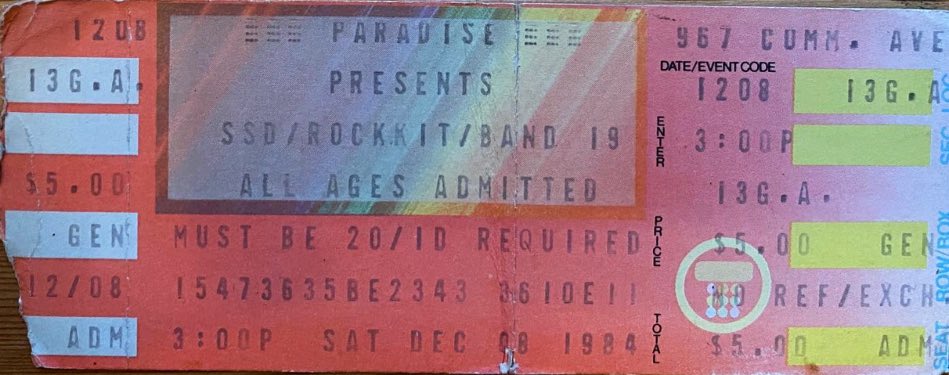 1208 PARADISE 967 CUMM. AVE
DATE/EVENT CODE
13G.A. PRESENTS 1208 13G.A
SSD/ROCKKIT/BAND 19 ENTER 3:00P
$5.00 ALL AGES ADMITTED 13G.A.
GEN MUST BE 20/ID REQUIRED PRICE $5.00 GEN
12/08 15473635BE2343 3610E11 NO REF/EXCH
ADM 3:00P SAT DEC 08 1984 TOTAL $5.00 ADM
SEAT ROW/BOX